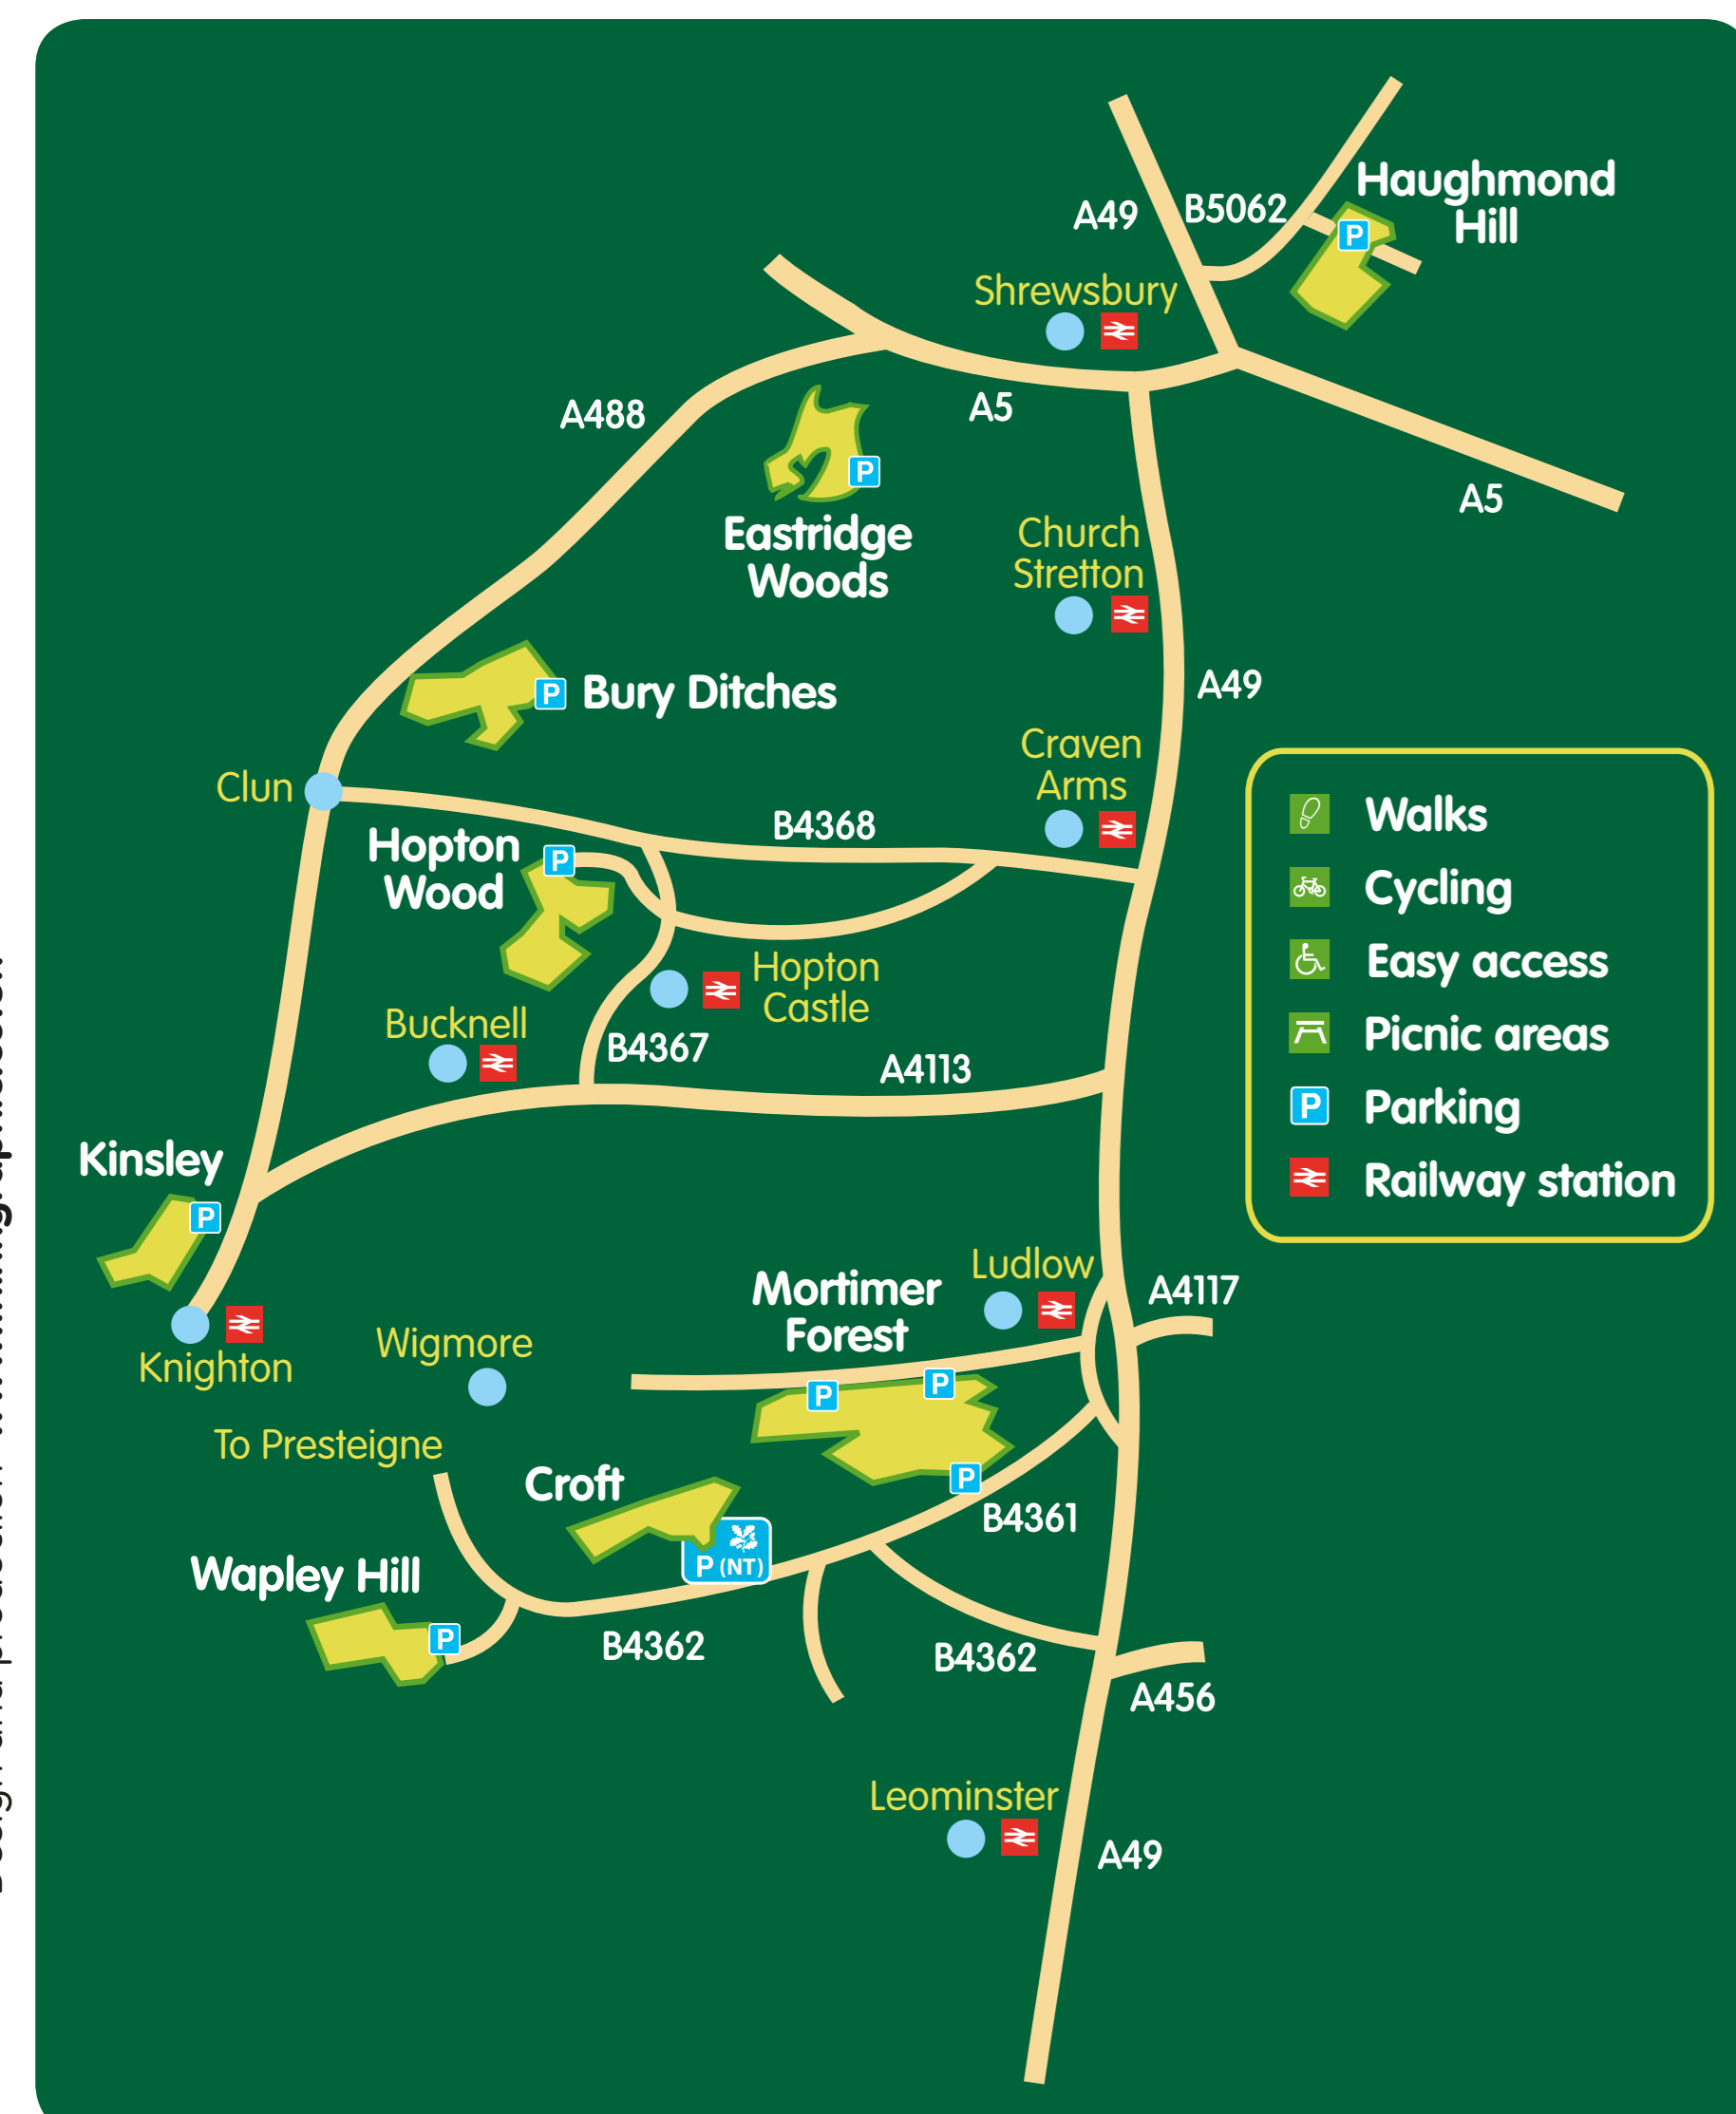 Haughmond
Hill
A49
B5062
Shrewsbury
A488
A5
A5
Eastridge
Woods
Church
Stretton
Bury Ditches
A49
Craven
Arms
Clun
B4368
Hopton
Wood
Walks
Cycling
Easy access
Picnic areas
P Parking
Railway station
Hopton
Castle
Bucknell
B4367
A4113
Kinsley
Knighton
Ludlow
A4117
Mortimer
Forest
Wigmore
To Presteigne
Croft
P (NT)
B4361
Wapley Hill
B4362
B4362
A456
Leominster
A49
P
P
P
P
P
P
P
P
P